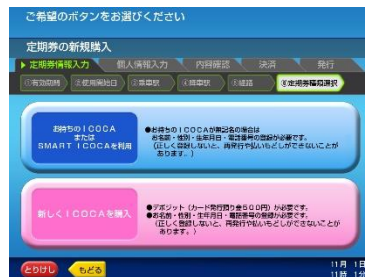 ご希望のボタンをお選びください
定期券の新規購入
▶ 定期券情報入力 個人情報入力 内容確認 決済 発行
①有効期間 ②使用開始日 ③乗車駅 ④降車駅 ⑤経路 ⑥定期券種類選択
お持ちのICOCA
または
SMART ICOCAを利用
●お持ちのICOCAが無記名の場合は
お名前・性別・生年月日・電話番号の登録が必要です。
(正しく登録しないと、再発行や払いもどしができないことが
あります。)
新しくICOCAを購入
●デポジット(カード発行預り金500円)が必要です。
●お名前・性別・生年月日・電話番号の登録が必要です。
(正しく登録しないと、再発行や払いもどしができないことが
あります。)
とりけし もどる
11月 1日
11時 1分